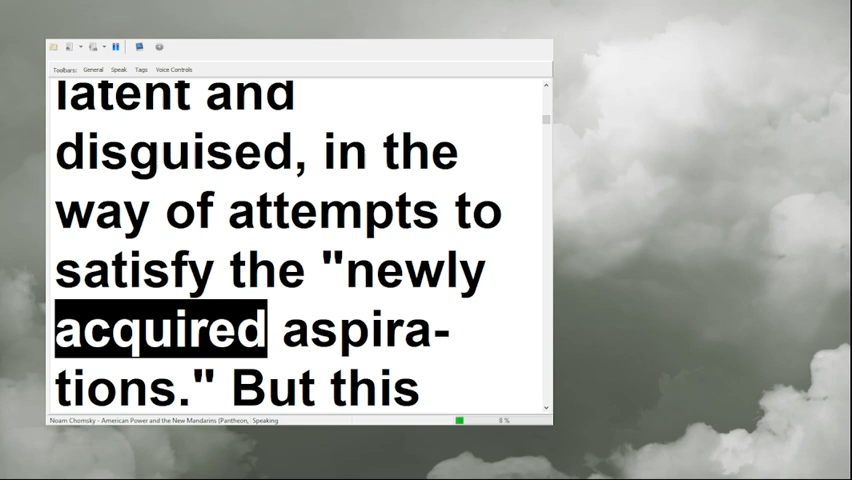 Toolbars: General Speak Tags Voice Controls
latent and
disguised, in the
way of attempts to
satisfy the "newly
acquired aspira-
tions." But this
Noam Chomsky - American Power and the New Mandarins (Pantheon, Speaking 8 %